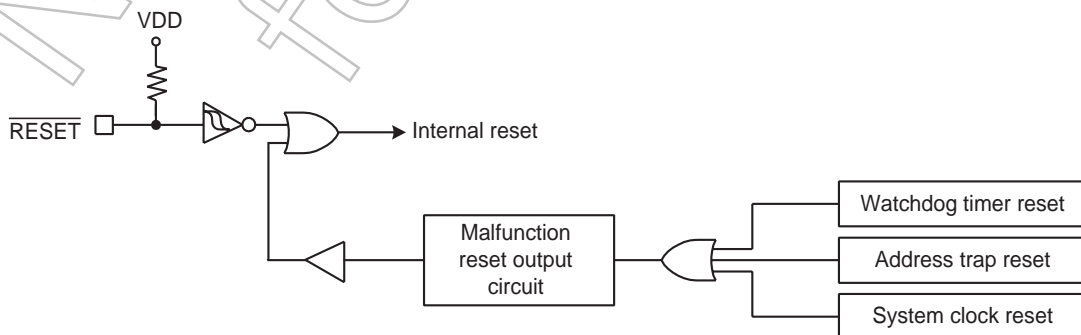 VDD
RESET
Internal reset
Watchdog timer reset
Malfunction
reset output
circuit
Address trap reset
System clock reset